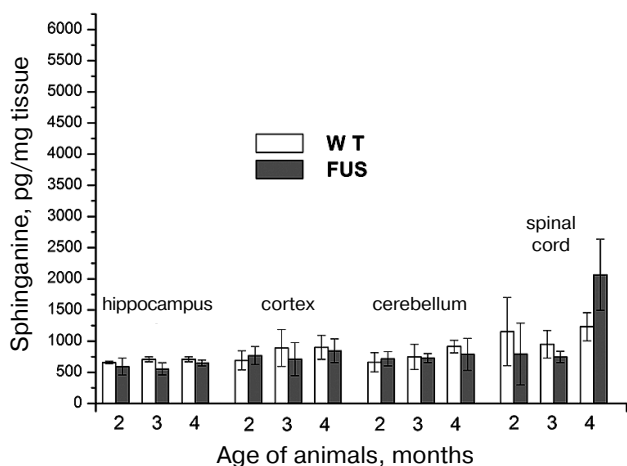 Sphinganine, pg/mg tissue
6000
5500
5000
4500
4000
3500
3000
2500
2000
1500
1000
500
0
W T
FUS
hippocampus
cortex
cerebellum
spinal
cord
2 3 4 2 3 4 2 3 4 2 3 4
Age of animals, months